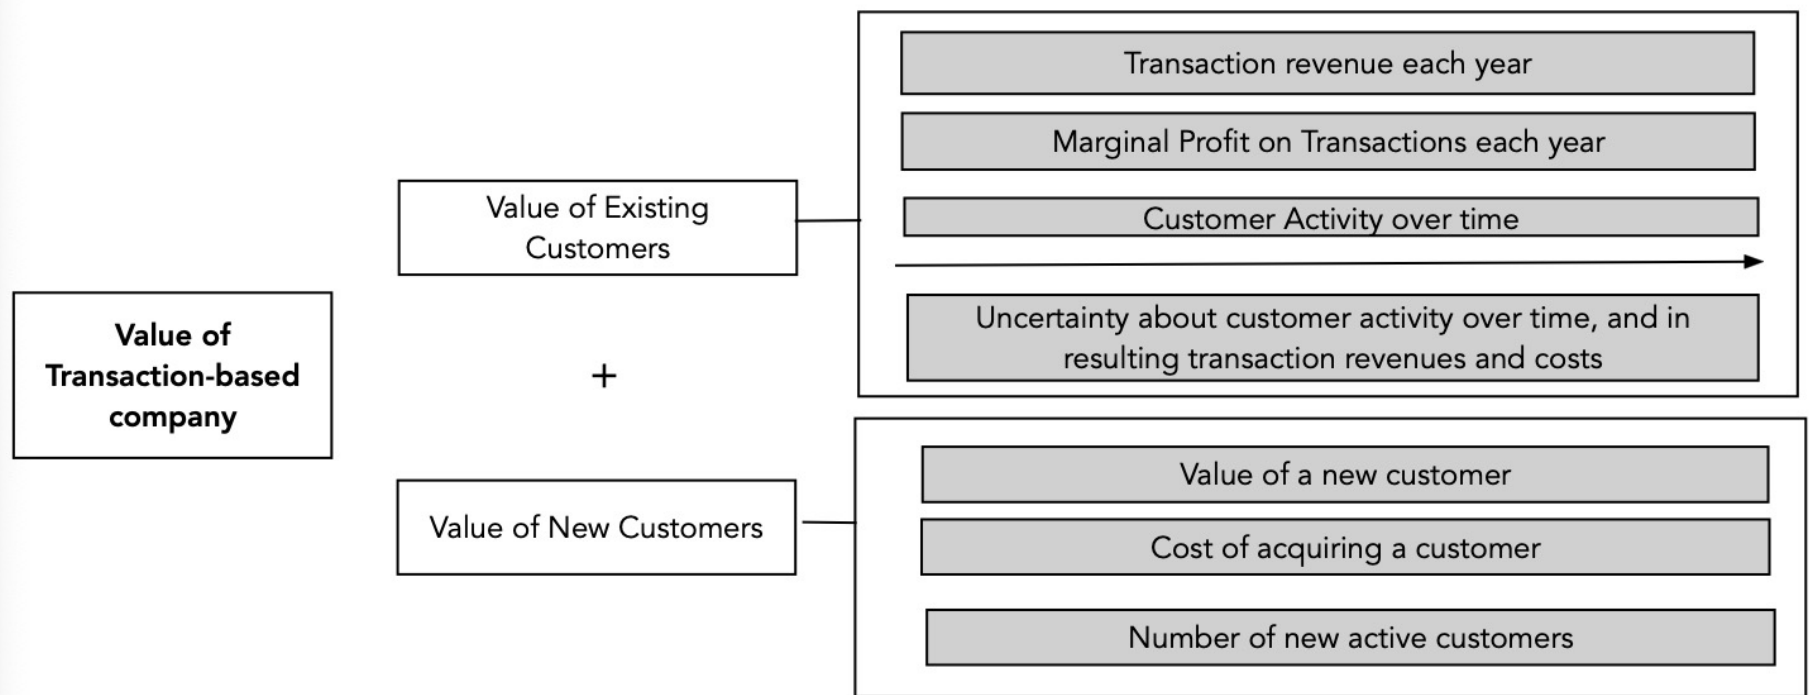 Value of
Transaction-based
company
Value of Existing
Customers
+
Value of New Customers
Transaction revenue each year
Marginal Profit on Transactions each year
Customer Activity over time
Uncertainty about customer activity over time, and in
resulting transaction revenues and costs
Value of a new customer
Cost of acquiring a customer
Number of new active customers